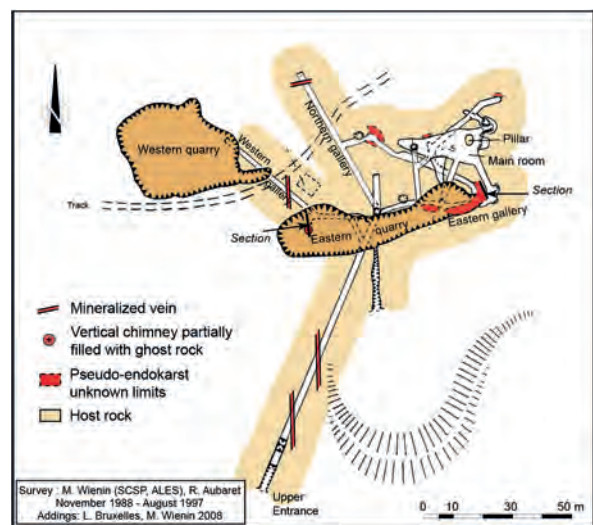 Western quarry
Northern gallery
Western
galler
Pillar
Main room
Track
Section
Section
Eastern quarry
Eastern gallery
Mineralized vein
Vertical chimney partially
filled with ghost rock
Pseudo-endokarst
unknown limits
Host rock
Survey : M. Wienin (SCSP, ALES), R. Aubaret
November 1988 - August 1997
Addings: L. Bruxelles, M. Wienin 2008
Upper
Entrance
0 10 30 50 m